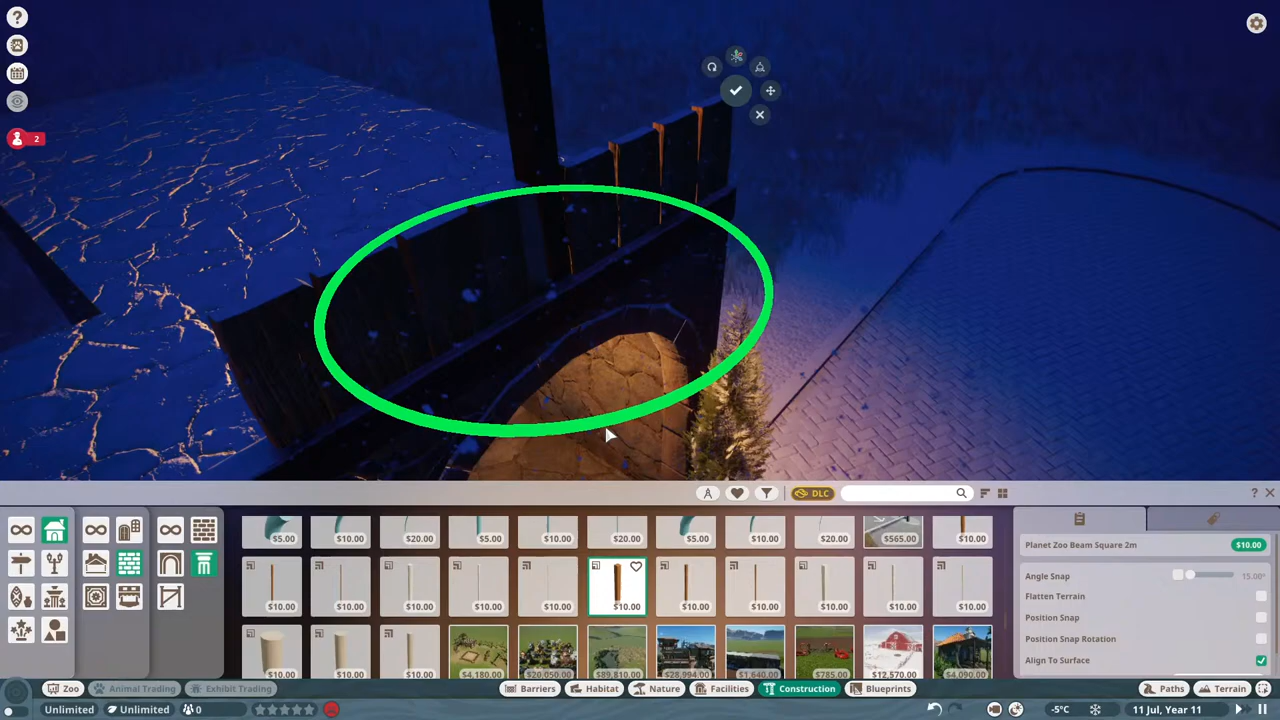 ?
2
DLC
?
$5.00
$10.00
$20.00
$5.00
$10.00
$20.00
$5.00
$10.00
$20.00
$565.00
$10.00
Planet Zoo Beam Square 2m
$10.00
Angle Snap
15.00°
Flatten Terrain
Position Snap
Position Snap Rotation
Align To Surface
$10.00
$10.00
$10.00
$10.00
$10.00
$10.00
$10.00
$10.00
$10.00
$10.00
$10.00
$10.00
$10.00
$10.00
$4,180.00
$20,050.00
$89,810.00
$28,994.00
$1,640.00
$785.00
$12,570.00
$4,090.00
Zoo
Animal Trading
Exhibit Trading
Barriers
Habitat
Nature
Facilities
Construction
Blueprints
Paths
Terrain
Unlimited
Unlimited
0
-5°C
11 Jul, Year 11